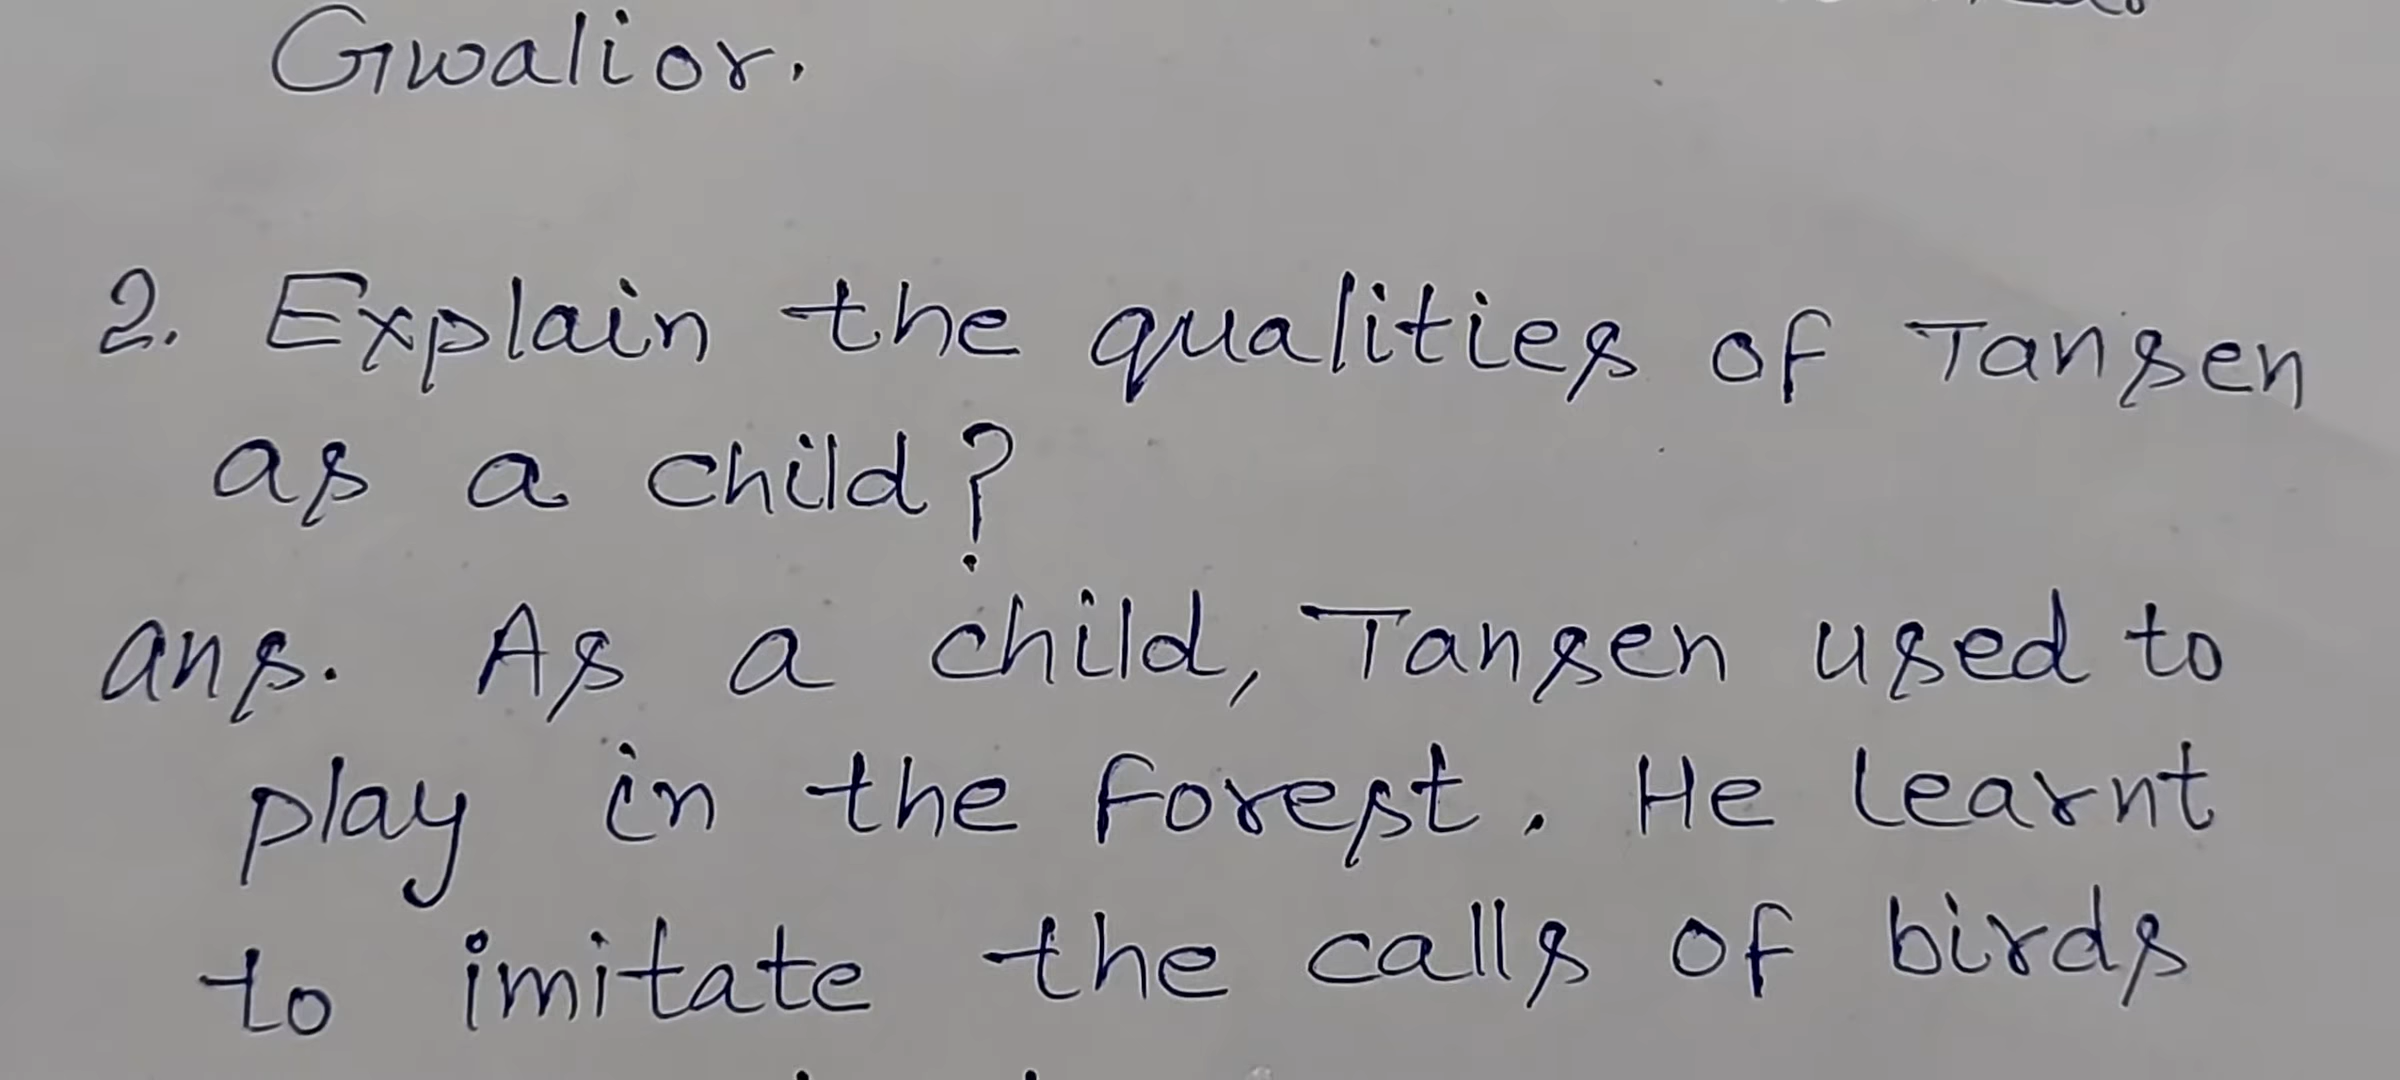 Gwalior.
2. Explain the qualities of Tansen
as a child?
ans. As a child, Tansen used to
play in the forest. He learnt
to imitate the calls of birds